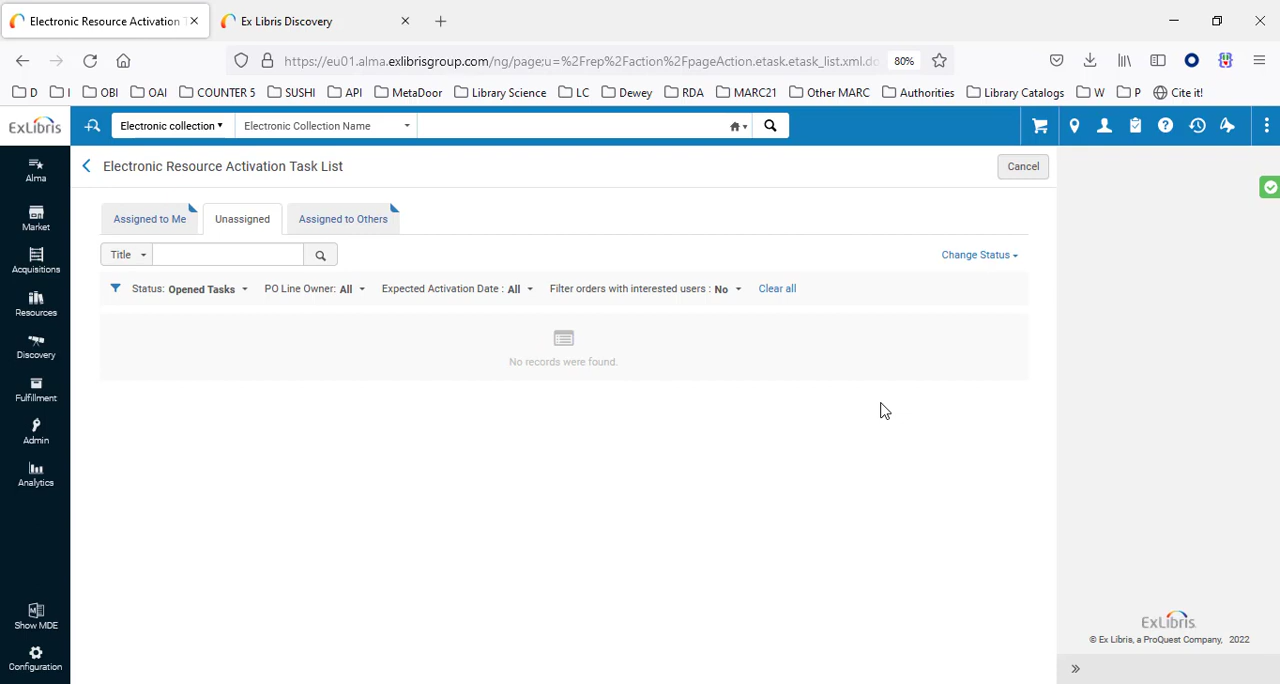 Electronic Resource Activation T
Ex Libris Discovery
https://eu01.alma.exlibrisgroup.com/ng/page;u=%2Frep%2Faction%2FpageAction.etask.etask_list.xml.do
80%
D
I
OBI
OAI
COUNTER 5
SUSHI
API
MetaDoor
Library Science
LC
Dewey
RDA
MARC21
Other MARC
Authorities
Library Catalogs
W
P
Cite it!
ExLibris
Electronic collection
Electronic Collection Name
Alma
Market
Acquisitions
Resources
Discovery
Fulfillment
Admin
Analytics
Show MDE
Configuration
Electronic Resource Activation Task List
Cancel
Assigned to Me
Unassigned
Assigned to Others
Title
Change Status
Status: Opened Tasks
PO Line Owner: All
Expected Activation Date : All
Filter orders with interested users : No
Clear all
No records were found.
ExLibris
© Ex Libris, a ProQuest Company, 2022